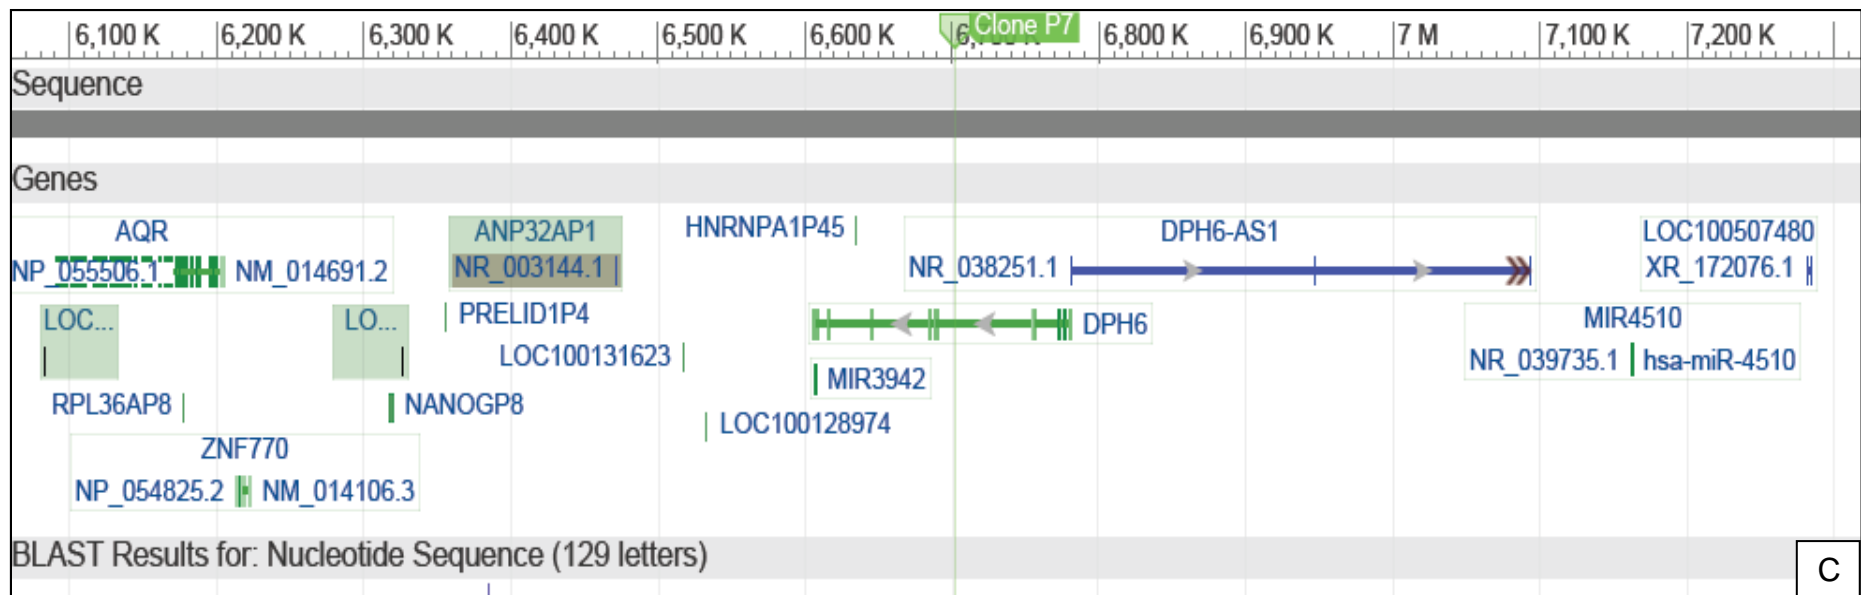 6,100 K 6,200 K 6,300 K 6,400 K 6,500 K 6,600 K Clone P7 6,800 K 6,900 K 7 M 7,100 K 7,200 K
Sequence
Genes
AQR ANP32AP1 HNRNPA1P45 DPH6-AS1 LOC100507480
NP_055506.1 NM_014691.2 NR_003144.1 NR_038251.1 XR_172076.1
LOC... LO... PRELID1P4 DPH6 MIR4510
LOC100131623 NR_039735.1 hsa-miR-4510
MIR3942
RPL36AP8 NANOGP8
LOC100128974
ZNF770
NP_054825.2 NM_014106.3
BLAST Results for: Nucleotide Sequence (129 letters)
C